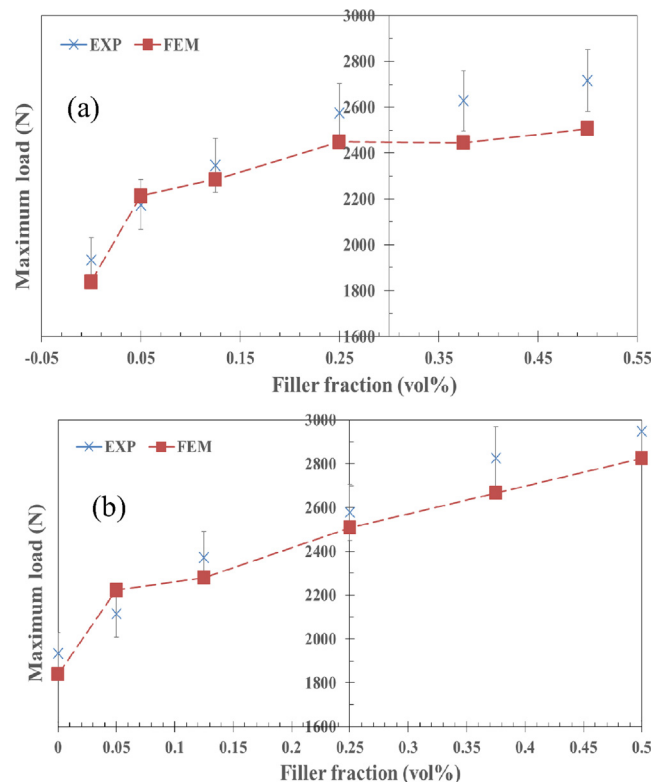 3000
EXP FEM
2800
(a)
2600
2400
2200
2000
1800
1600
Maximum load (N)
-0.05 0.05 0.15 0.25 0.35 0.45 0.55
Filler fraction (vol%)
3000
EXP FEM
2800
(b)
2600
2400
2200
2000
1800
1600
Maximum load (N)
0 0.05 0.1 0.15 0.2 0.25 0.3 0.35 0.4 0.45 0.5
Filler fraction (vol%)